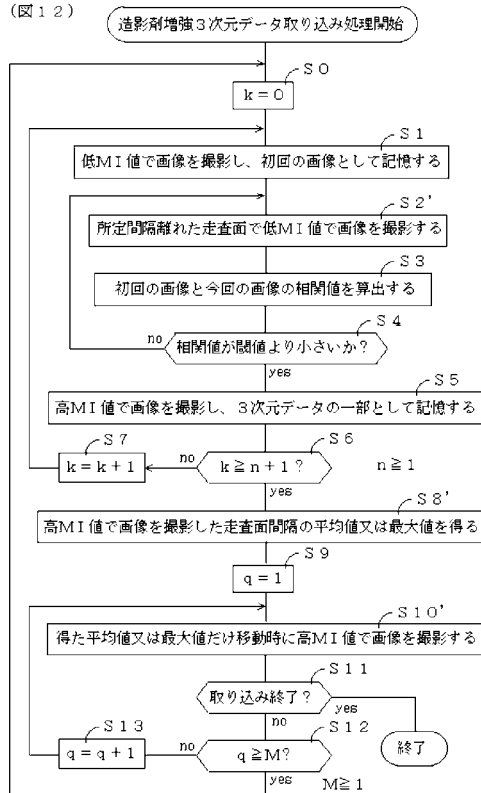 (図12)
造影剤増強3次元データ取り込み処理開始
S0
k=0
S1
低MI値で画像を撮影し、初回の画像として記憶する
S2'
所定間隔離れた走査面で低MI値で画像を撮影する
S3
初回の画像と今回の画像の相関値を算出する
S4
no
相関値が閾値より小さいか?
yes
S5
高MI値で画像を撮影し、3次元データの一部として記憶する
S7
S6
k=k+1
no
k≧n+1?
n≧1
yes
S8'
高MI値で画像を撮影した走査面間隔の平均値又は最大値を得る
S9
q=1
S10'
得た平均値又は最大値だけ移動時に高MI値で画像を撮影する
S11
取り込み終了?
yes
no
S13
S12
q=q+1
no
q≧M?
終了
yes
M≧1